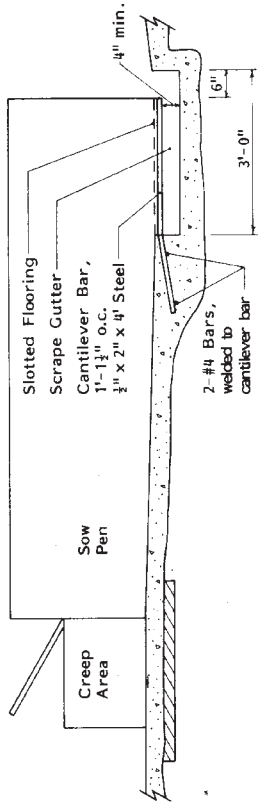 Slotted Flooring
Scrape Gutter
Cantilever Bar,
1'-1½" o.c.
½" x 2" x 4' Steel
Sow
Pen
Creep
Area
4" min.
6"
3'-0"
2-#4 Bars,
welded to
cantilever bar